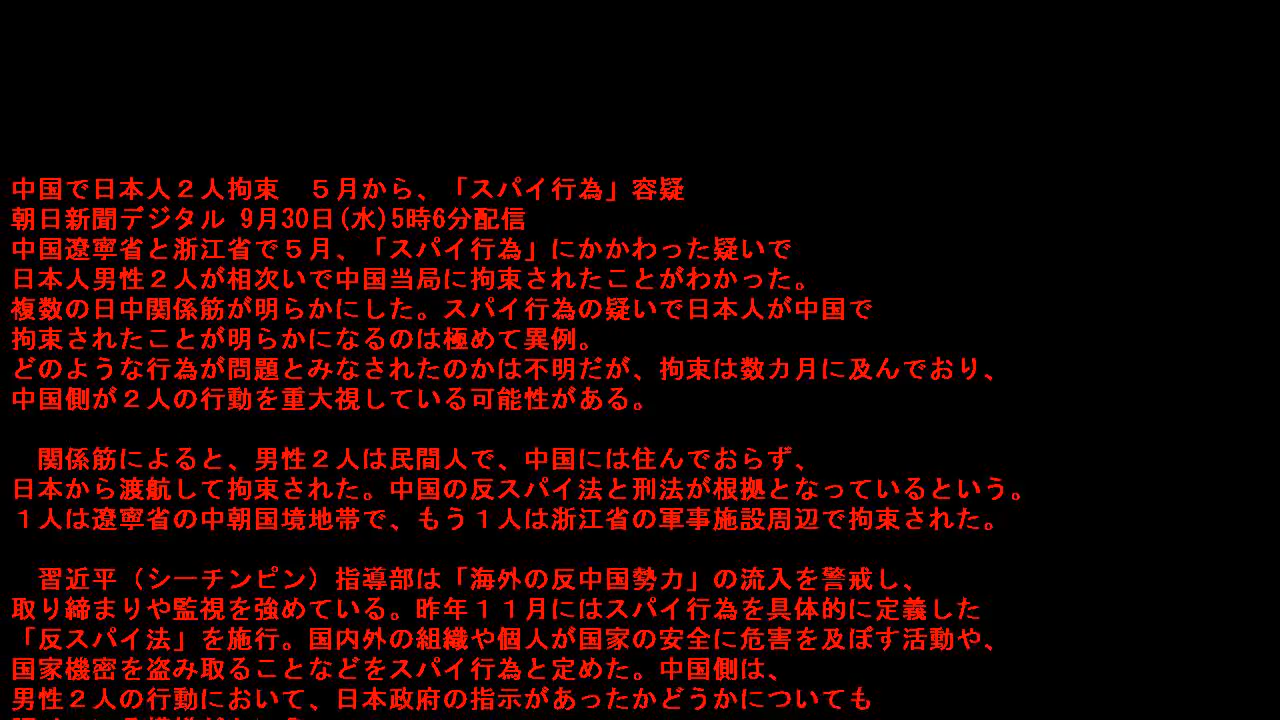 中国で日本人２人拘束　５月から、「スパイ行為」容疑
朝日新聞デジタル 9月30日(水)5時6分配信
中国遼寧省と浙江省で５月、「スパイ行為」にかかわった疑いで
日本人男性２人が相次いで中国当局に拘束されたことがわかった。
複数の日中関係筋が明らかにした。スパイ行為の疑いで日本人が中国で
拘束されたことが明らかになるのは極めて異例。
どのような行為が問題とみなされたのかは不明だが、拘束は数カ月に及んでおり、
中国側が２人の行動を重大視している可能性がある。
　関係筋によると、男性２人は民間人で、中国には住んでおらず、
日本から渡航して拘束された。中国の反スパイ法と刑法が根拠となっているという。
１人は遼寧省の中朝国境地帯で、もう１人は浙江省の軍事施設周辺で拘束された。
　習近平（シーチンピン）指導部は「海外の反中国勢力」の流入を警戒し、
取り締まりや監視を強めている。昨年１１月にはスパイ行為を具体的に定義した
「反スパイ法」を施行。国内外の組織や個人が国家の安全に危害を及ぼす活動や、
国家機密を盗み取ることなどをスパイ行為と定めた。中国側は、
男性２人の行動において、日本政府の指示があったかどうかについても